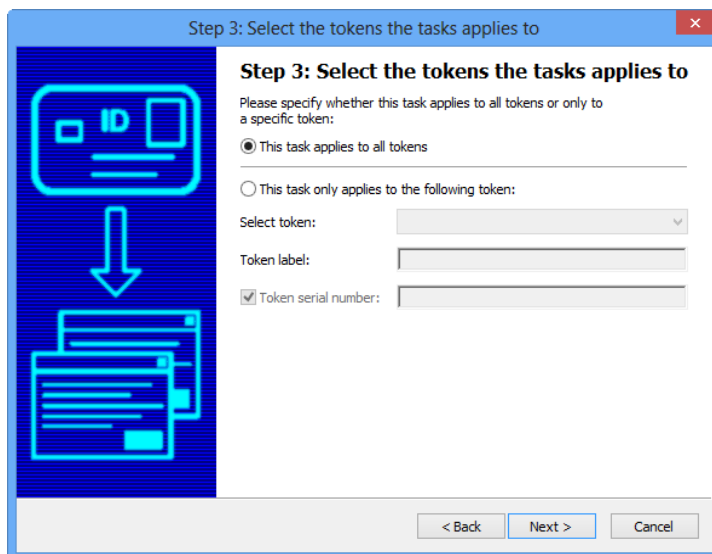 Step 3: Select the tokens the tasks applies to
Step 3: Select the tokens the tasks applies to
Please specify whether this task applies to all tokens or only to
a specific token:
This task applies to all tokens
This task only applies to the following token:
Select token:
Token label:
Token serial number:
ID
< Back Next > Cancel